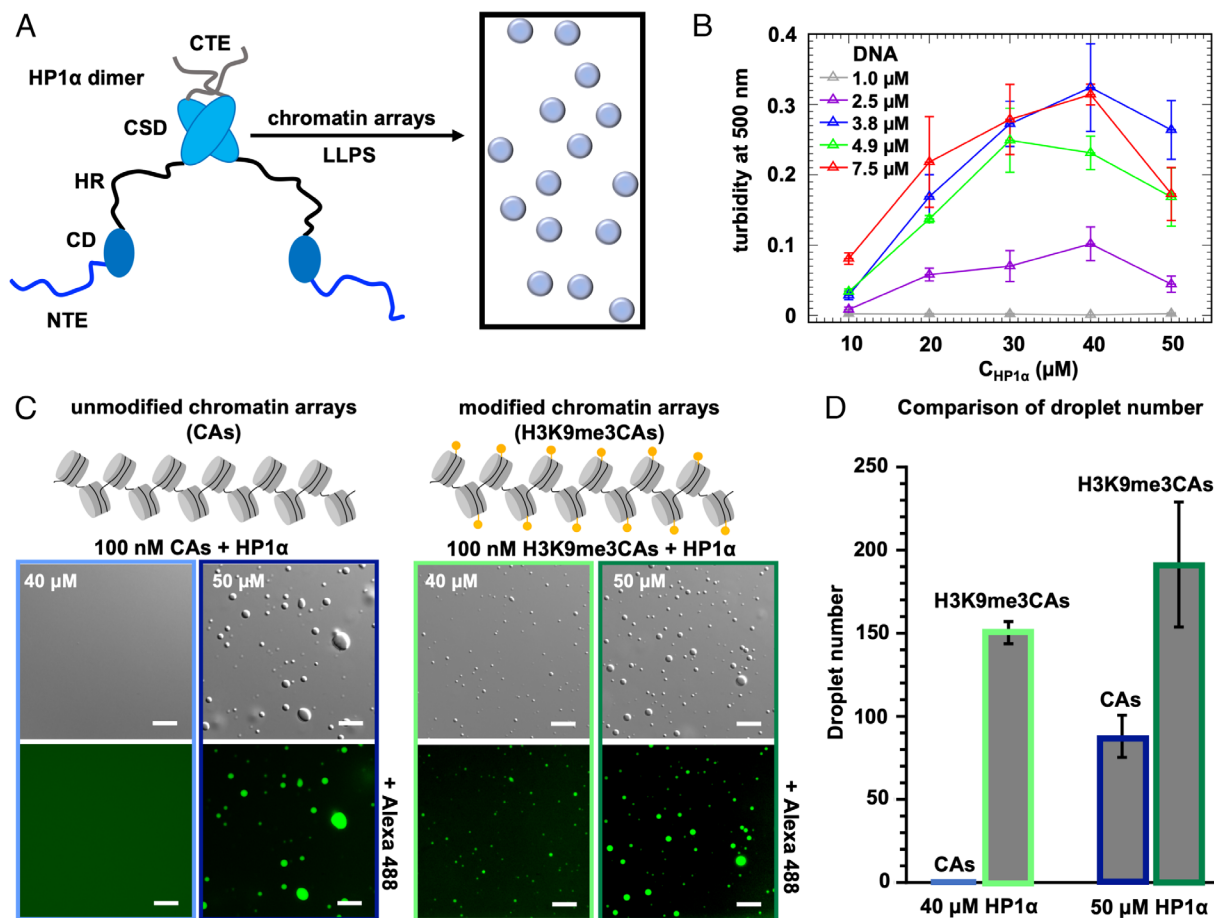 A
CTE
HP1α dimer
CSD
chromatin arrays
LLPS
HR
CD
NTE
B
0.4
0.3
0.2
0.1
0
turbidity at 500 nm
DNA
1.0 µM
2.5 µM
3.8 µM
4.9 µM
7.5 µM
10 20 30 40 50
CHP1α (µM)
C
unmodified chromatin arrays
(CAs)
modified chromatin arrays
(H3K9me3CAs)
100 nM CAs + HP1α
100 nM H3K9me3CAs + HP1α
40 µM
50 µM
40 µM
50 µM
+ Alexa 488
+ Alexa 488
D
Comparison of droplet number
250
200
150
100
50
0
Droplet number
H3K9me3CAs
H3K9me3CAs
CAs
CAs
40 µM HP1α
50 µM HP1α